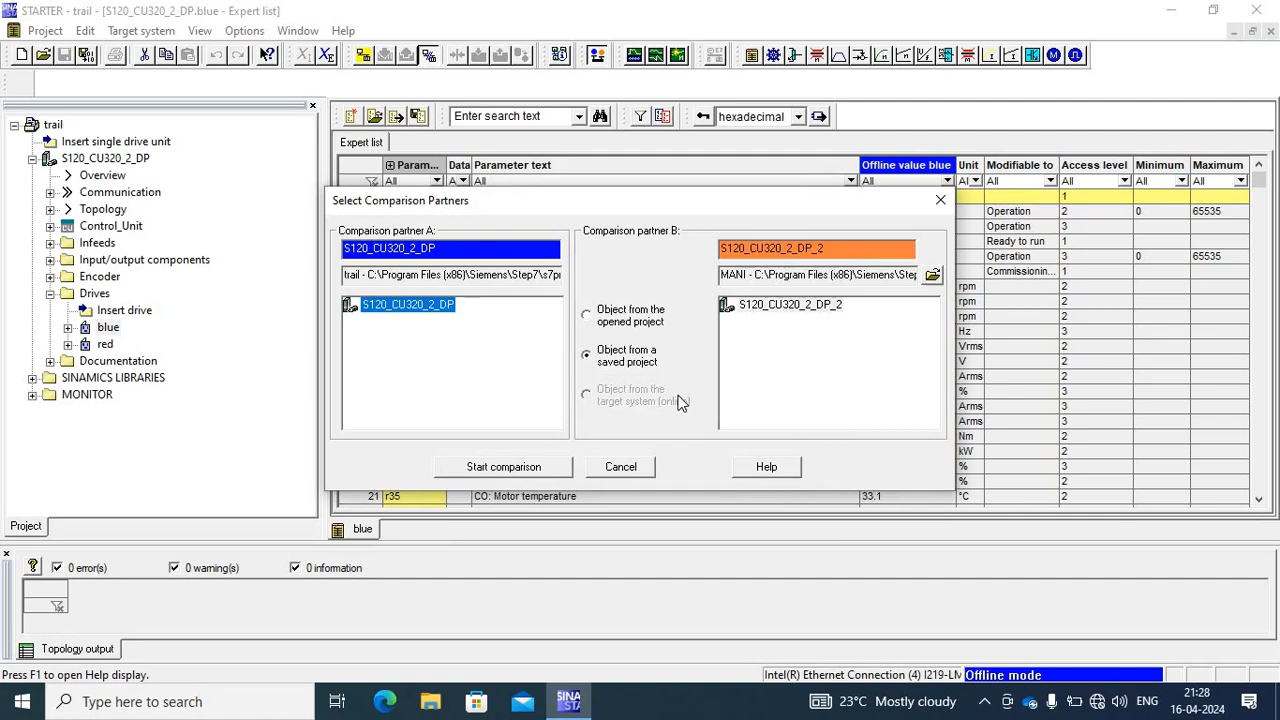 STARTER - trail - [S120_CU320_2_DP.blue - Expert list]
Project Edit Target system View Options Window Help
Enter search text
hexadecimal
Expert list
Param... Data Parameter text Offline value blue Unit Modifiable to Access level Minimum Maximum
All A... All All Al All All All All
1
Operation 2 0 65535
Operation 3
Ready to run 1
Operation 3 0 65535
Commissionin... 1
rpm 2
rpm 2
rpm 2
Hz 3
Vrms 2
V 2
Arms 2
% 3
Arms 3
Arms 3
Nm 2
kW 2
% 3
% 2
21 r35 CO: Motor temperature 33.1 °C 2
trail
Insert single drive unit
S120_CU320_2_DP
Overview
Communication
Topology
Control_Unit
Infeeds
Input/output components
Encoder
Drives
Insert drive
blue
red
Documentation
SINAMICS LIBRARIES
MONITOR
Project
Select Comparison Partners
Comparison partner A:
S120_CU320_2_DP
trail - C:\Program Files (x86)\Siemens\Step7\s7pr
S120_CU320_2_DP
Comparison partner B:
S120_CU320_2_DP_2
MANI - C:\Program Files (x86)\Siemens\Step
Object from the
opened project
Object from a
saved project
Object from the
target system (onli
S120_CU320_2_DP_2
Start comparison Cancel Help
blue
0 error(s) 0 warning(s) 0 information
Topology output
Press F1 to open Help display.
Intel(R) Ethernet Connection (4) I219-LM
Offline mode
Type here to search
SINA
STA
23°C Mostly cloudy
ENG
21:28
16-04-2024